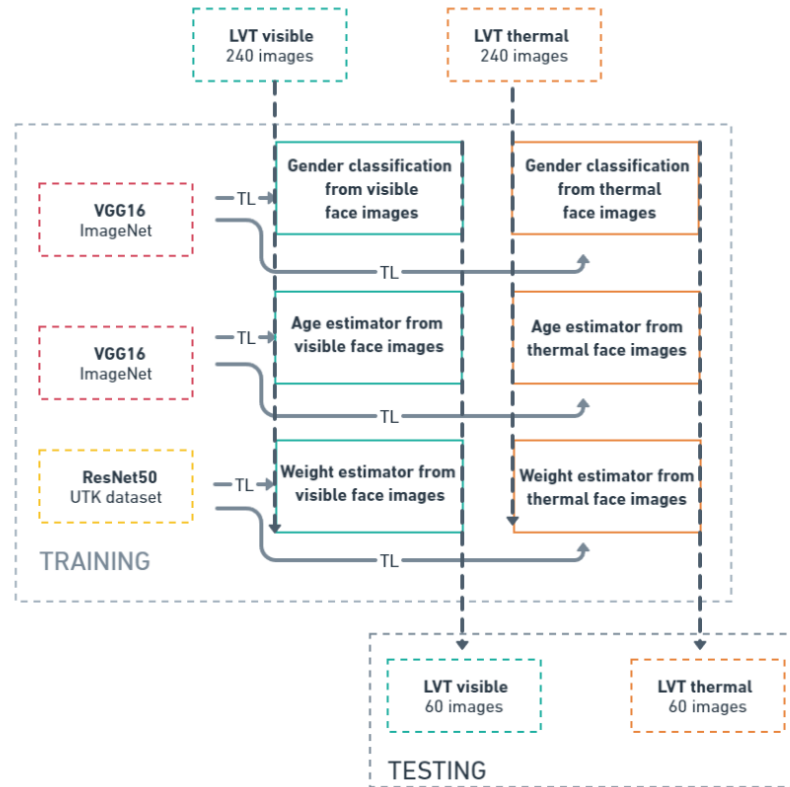 LVT visible
240 images
LVT thermal
240 images
Gender classification
from visible
face images
Gender classification
from thermal
face images
VGG16
ImageNet
TL
TL
Age estimator from
visible face images
Age estimator from
thermal face images
VGG16
ImageNet
TL
TL
Weight estimator from
visible face images
Weight estimator from
thermal face images
ResNet50
UTK dataset
TL
TL
TRAINING
LVT visible
60 images
LVT thermal
60 images
TESTING